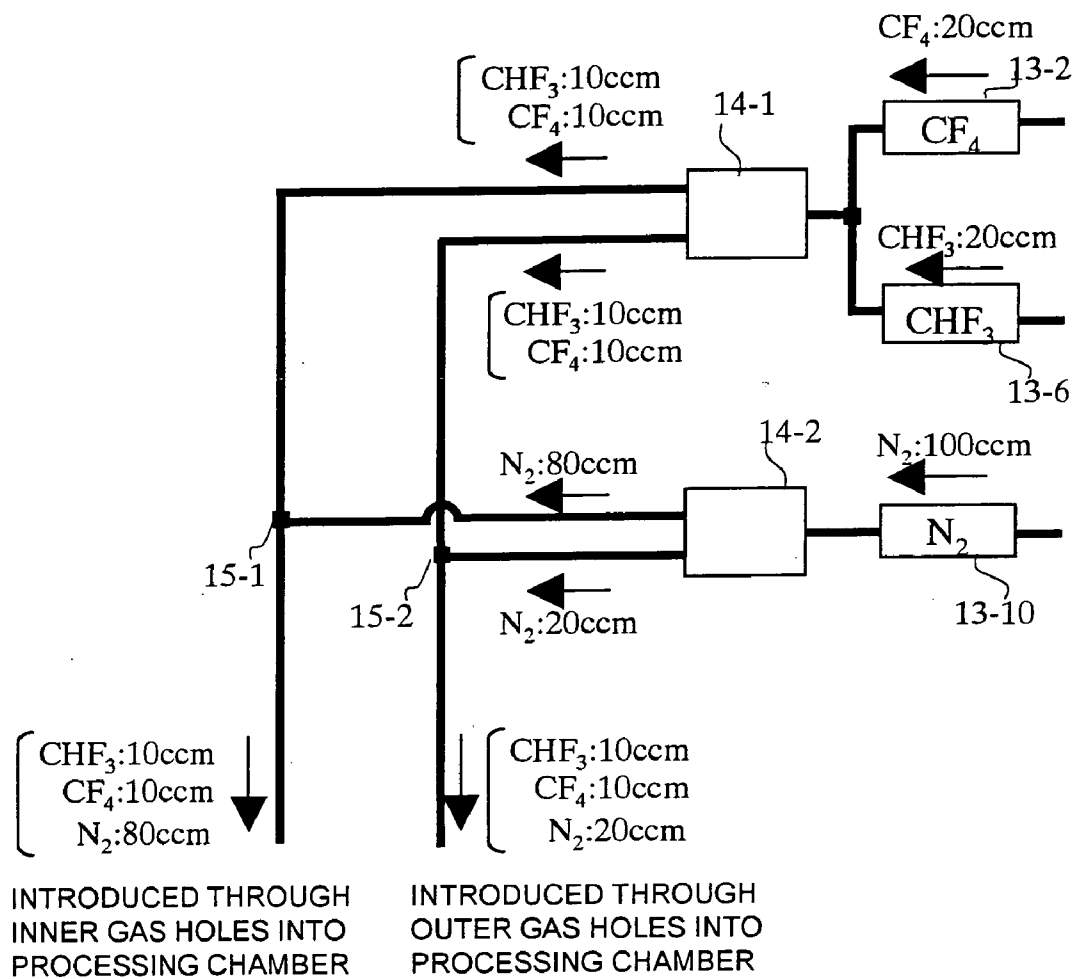 CF₄:20ccm
13-2
CHF₃:10ccm
CF₄:10ccm
14-1
CF₄
CHF₃:20ccm
CHF₃
13-6
CHF₃:10ccm
CF₄:10ccm
14-2
N₂:100ccm
N₂:80ccm
N₂
15-1
15-2
N₂:20ccm
13-10
CHF₃:10ccm
CF₄:10ccm
N₂:80ccm
CHF₃:10ccm
CF₄:10ccm
N₂:20ccm
INTRODUCED THROUGH
INNER GAS HOLES INTO
PROCESSING CHAMBER
INTRODUCED THROUGH
OUTER GAS HOLES INTO
PROCESSING CHAMBER